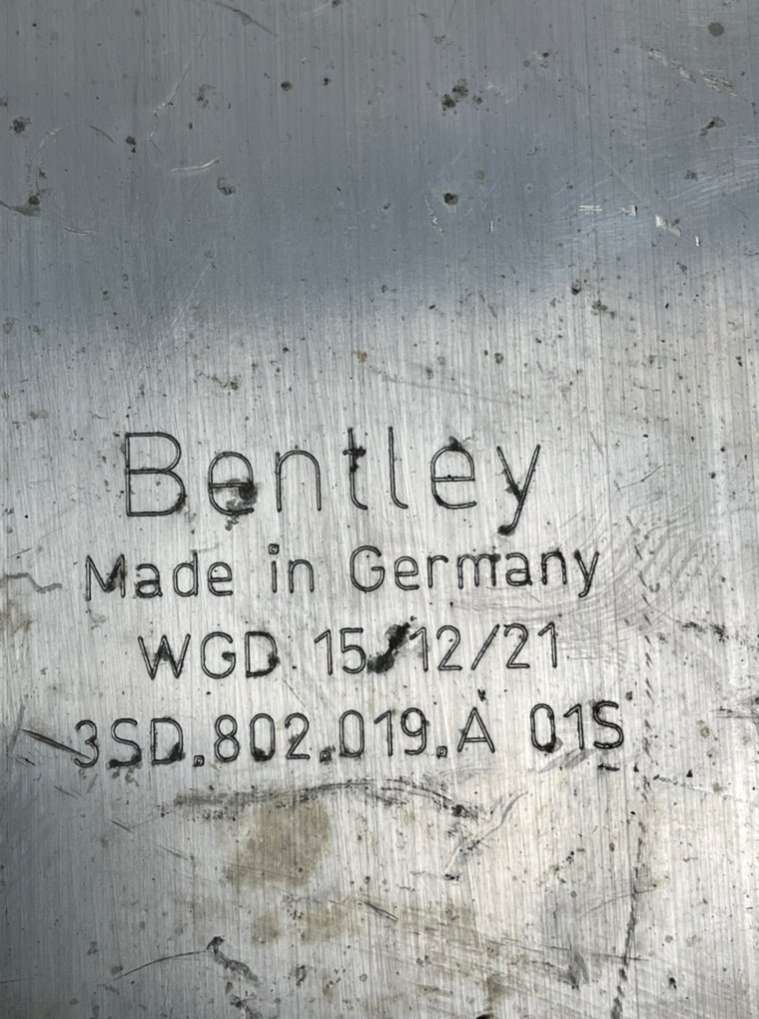 Bentley
Made in Germany
WGD 15/12/21
3SD.802.019.A 01S